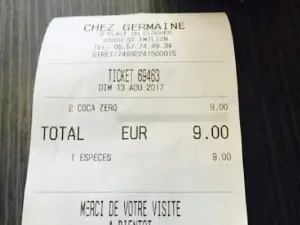 CHEZ GERMAINE
3 PLACE DU CLOCHER
33330 ST EMILION
TEL: 05.57.74.49.34
SIRET:74892241500015
TICKET 69463
DIM 13 AOU 2017
2 COCA ZERO 9.00
TOTAL EUR 9.00
1 ESPECES 9.00
MERCI DE VOTRE VISITE
A BIENTOT